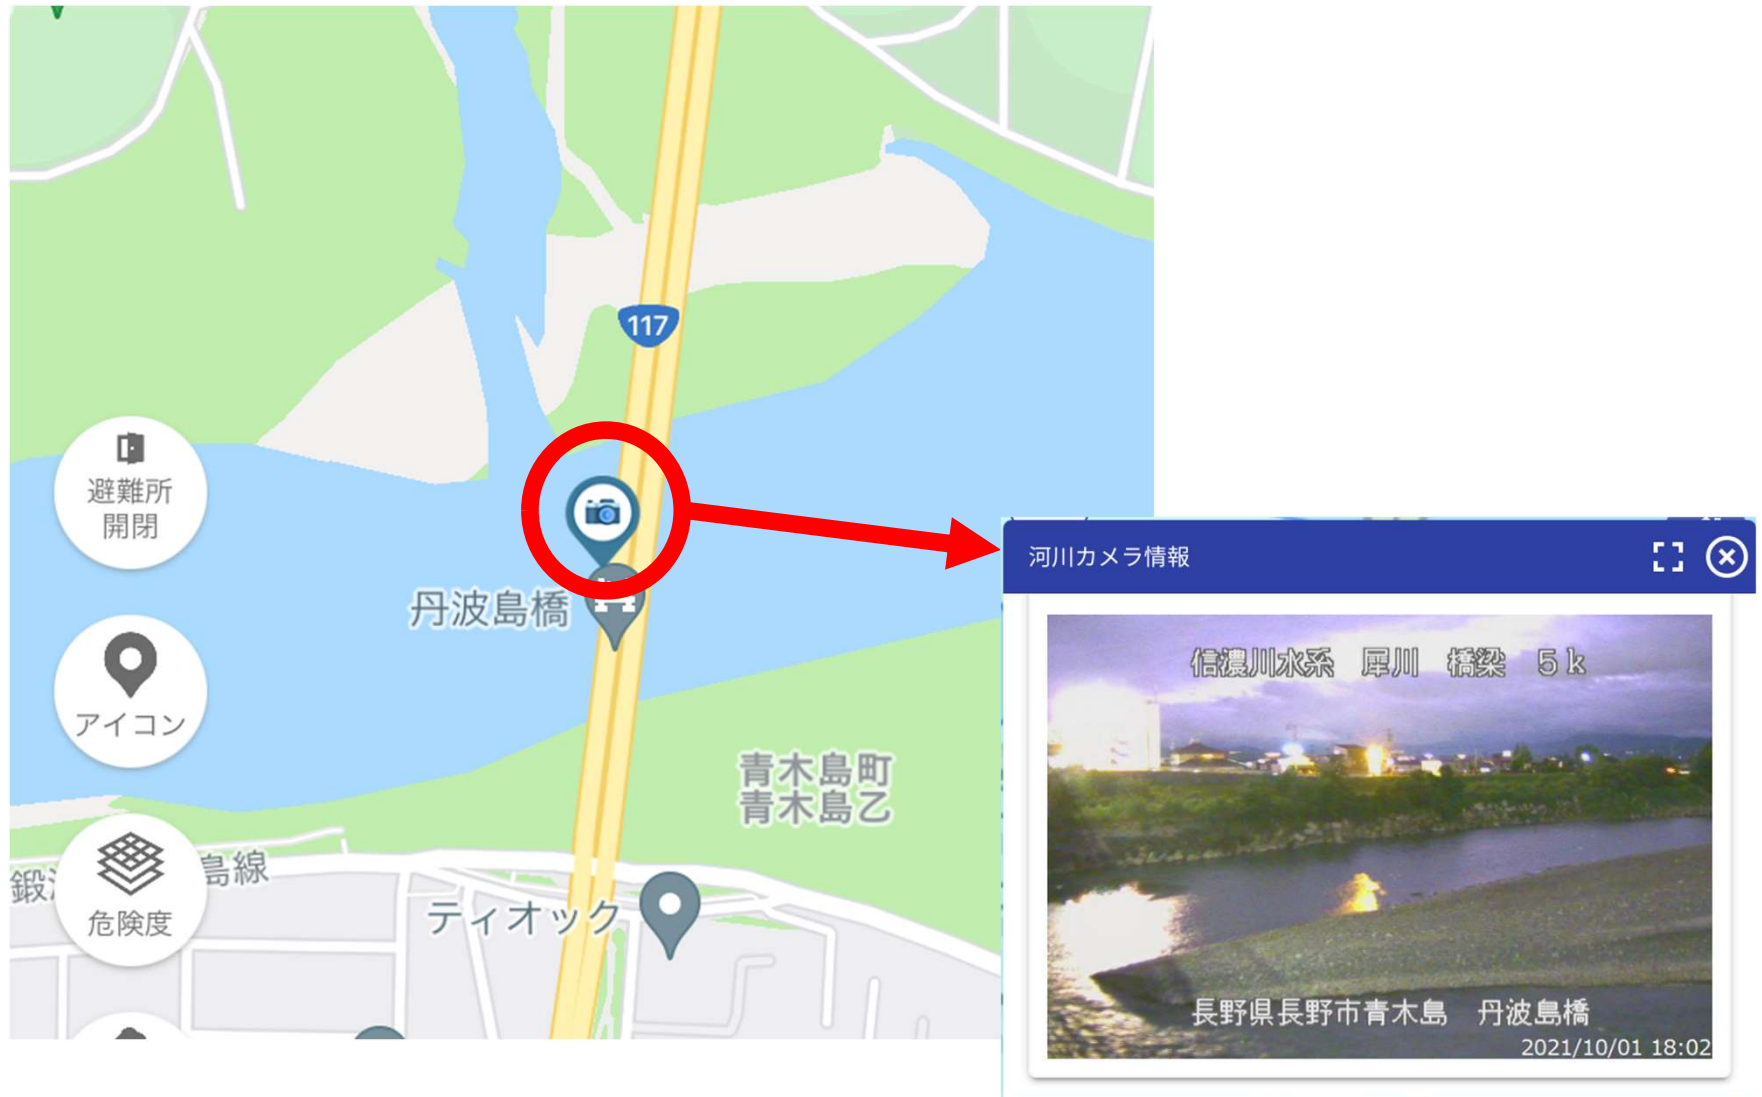 117
避難所
開閉
丹波島橋
アイコン
青木島町
青木島乙
島線
危険度
ティオック
河川カメラ情報
信濃川水系 犀川 橋梁 5k
長野県長野市青木島 丹波島橋
2021/10/01 18:02